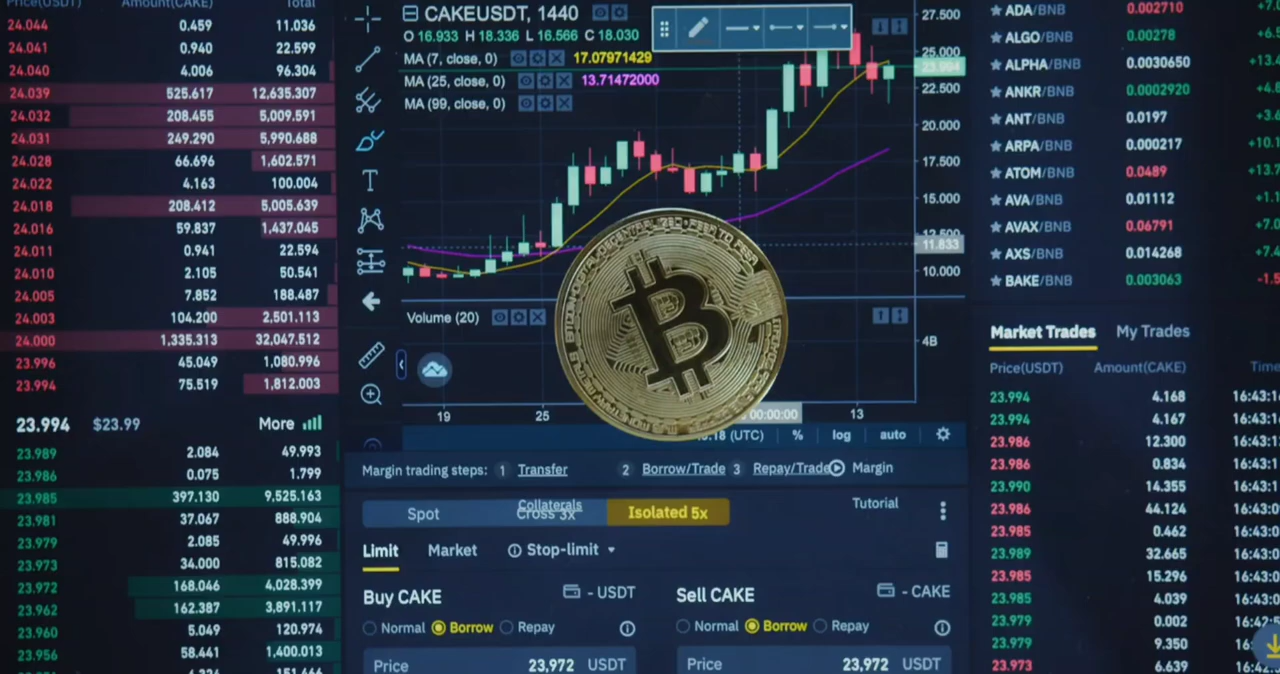 Price(USDT) Amount(CAKE) Total
24.044 0.459 11.036
24.041 0.940 22.599
24.040 4.006 96.304
24.039 525.617 12,635.307
24.032 208.455 5,009.591
24.031 249.290 5,990.688
24.028 66.696 1,602.571
24.022 4.163 100.004
24.018 208.412 5,005.639
24.016 59.837 1,437.045
24.011 0.941 22.594
24.010 2.105 50.541
24.005 7.852 188.487
24.003 104.200 2,501.113
24.000 1,335.313 32,047.512
23.996 45.049 1,080.996
23.994 75.519 1,812.003
23.994 $23.99 More
23.989 2.084 49.993
23.986 0.075 1.799
23.985 397.130 9,525.163
23.981 37.067 888.904
23.979 2.085 49.996
23.973 34.000 815.082
23.972 168.046 4,028.399
23.962 162.387 3,891.117
23.960 5.049 120.974
23.956 58.441 1,400.013
CAKEUSDT, 1440
O 16.933 H 18.336 L 16.566 C 18.030
MA (7, close, 0) 17.07971429
MA (25, close, 0) 13.71472000
MA (99, close, 0)
27.500
25.000
23.994
22.500
20.000
17.500
15.000
12.500
11.833
10.000
Volume (20)
4B
19 25 00:00:00 13
(UTC) % log auto
Margin trading steps: 1 Transfer 2 Borrow/Trade 3 Repay/Trade Margin
Collaterals Tutorial
Spot Cross 3x Isolated 5x
Limit Market Stop-limit
Buy CAKE - USDT Sell CAKE - CAKE
Normal Borrow Repay Normal Borrow Repay
Price 23,972 USDT Price 23,972 USDT
ADA/BNB 0.002710
ALGO/BNB 0.00278
ALPHA/BNB 0.0030650
ANKR/BNB 0.0002920
ANT/BNB 0.0197
ARPA/BNB 0.000217
ATOM/BNB 0.0489
AVA/BNB 0.01112
AVAX/BNB 0.06791
AXS/BNB 0.014268
BAKE/BNB 0.003063
Market Trades My Trades
Price(USDT) Amount(CAKE) Time
23.994 4.168
23.994 4.167
23.986 12.300
23.986 0.834
23.990 14.355
23.986 44.124
23.985 0.462
23.989 32.665
23.985 15.296
23.985 4.039
23.979 0.002
23.979 9.350
23.973 6.639